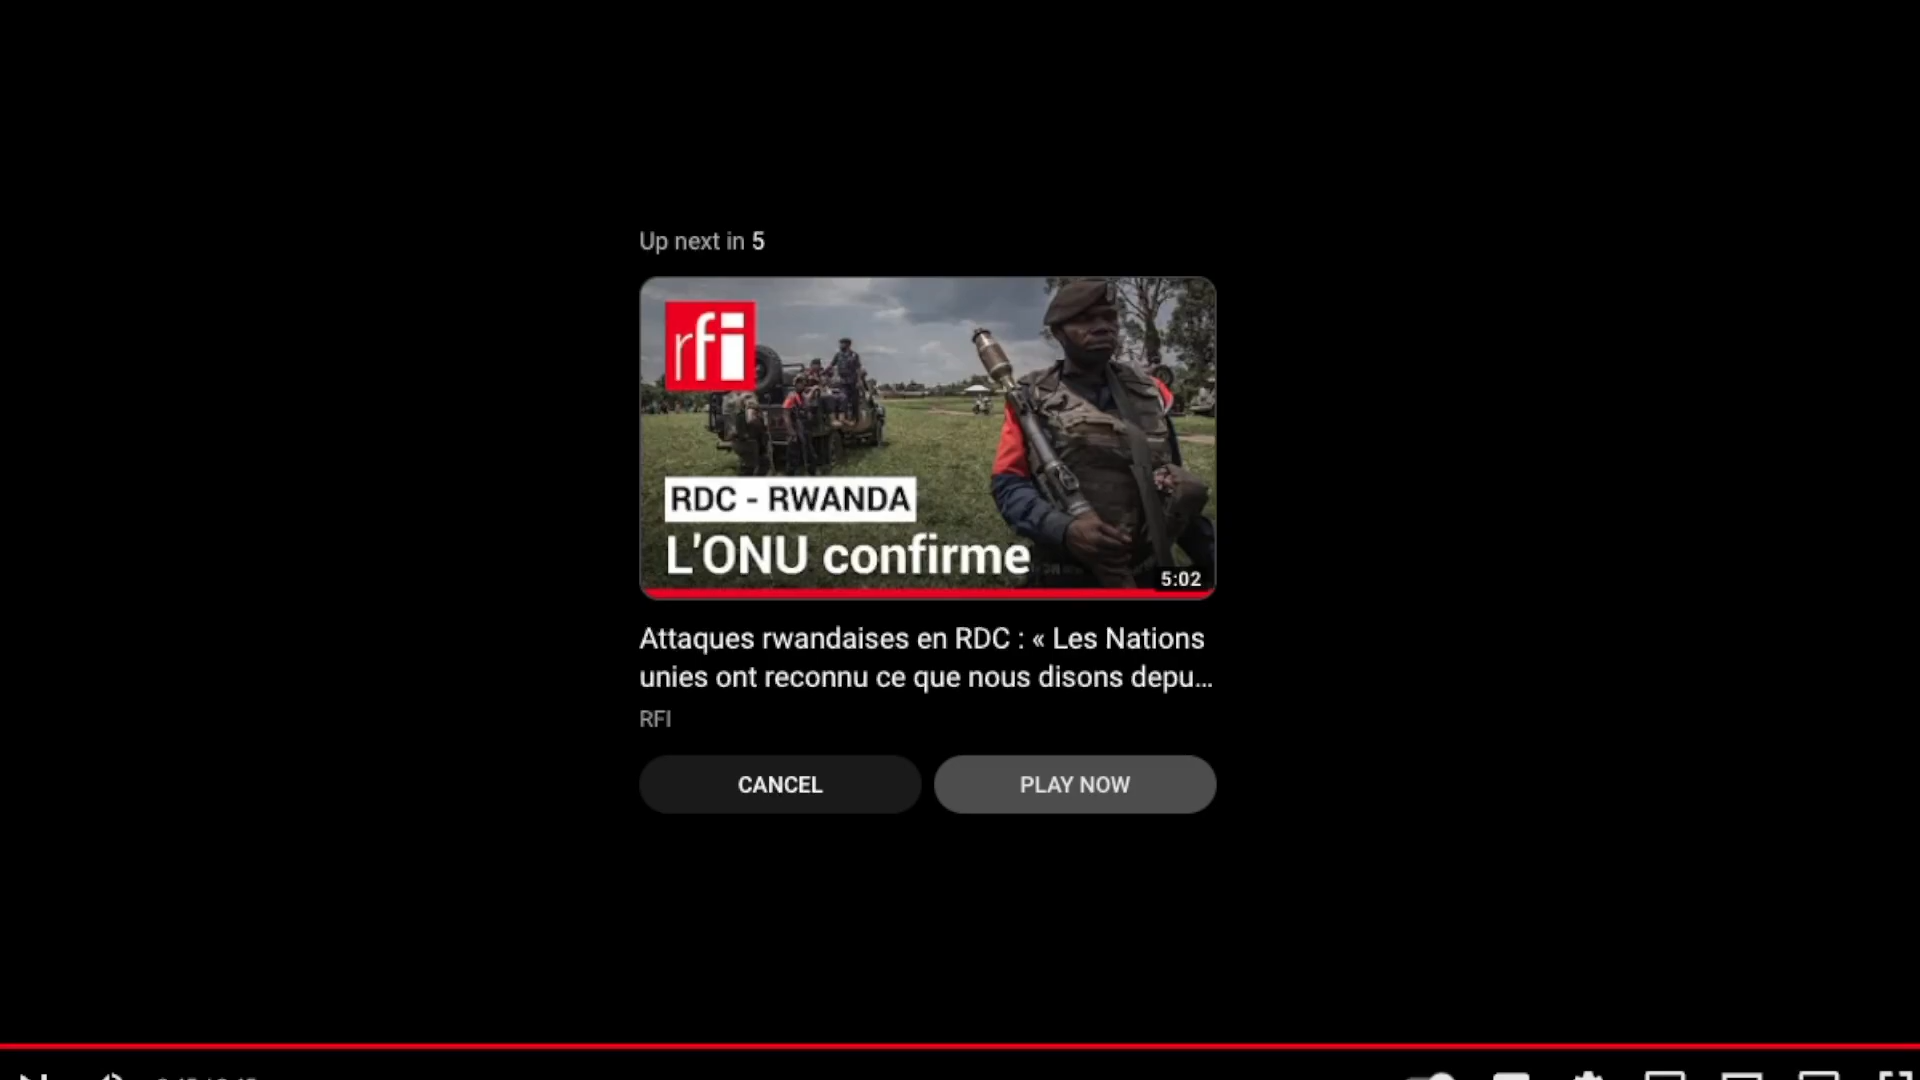 Up next in 5
rfi
RDC - RWANDA
L'ONU confirme
5:02
Attaques rwandaises en RDC : « Les Nations
unies ont reconnu ce que nous disons depu...
RFI
CANCEL
PLAY NOW